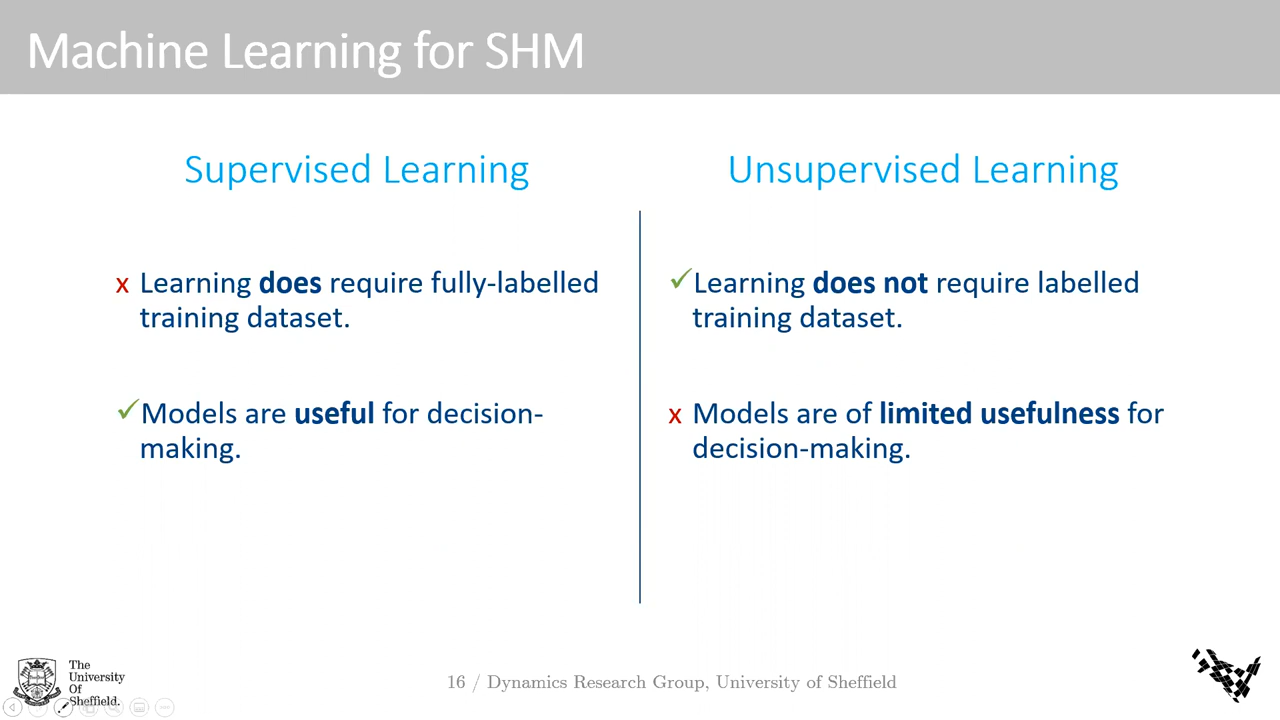 Machine Learning for SHM
Supervised Learning
x Learning does require fully-labelled
training dataset.
✓Models are useful for decision-
making.
Unsupervised Learning
✓Learning does not require labelled
training dataset.
x Models are of limited usefulness for
decision-making.
The
University
Of
Sheffield.
16 / Dynamics Research Group, University of Sheffield